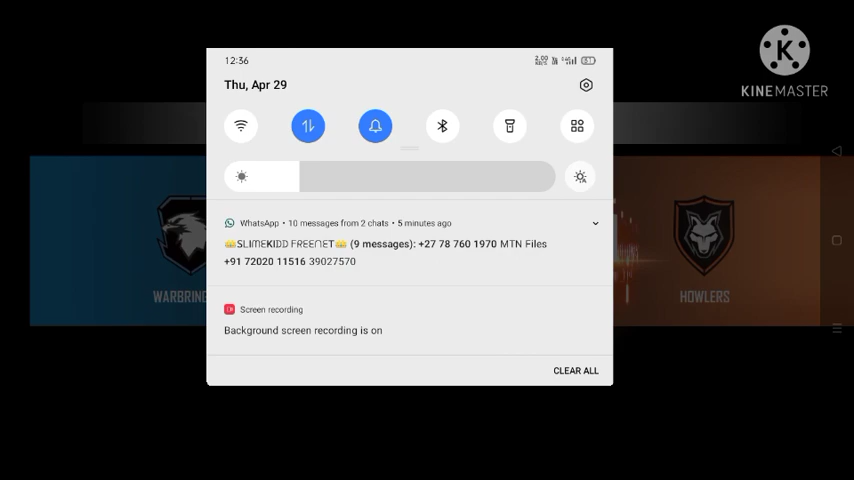 12:36
Thu, Apr 29
KINEMASTER
WhatsApp • 10 messages from 2 chats • 5 minutes ago
👑SLIMEKIDD FREENET👑 (9 messages): +27 78 760 1970 MTN Files
+91 72020 11516 39027570
WARBRING
HOWLERS
Screen recording
Background screen recording is on
CLEAR ALL